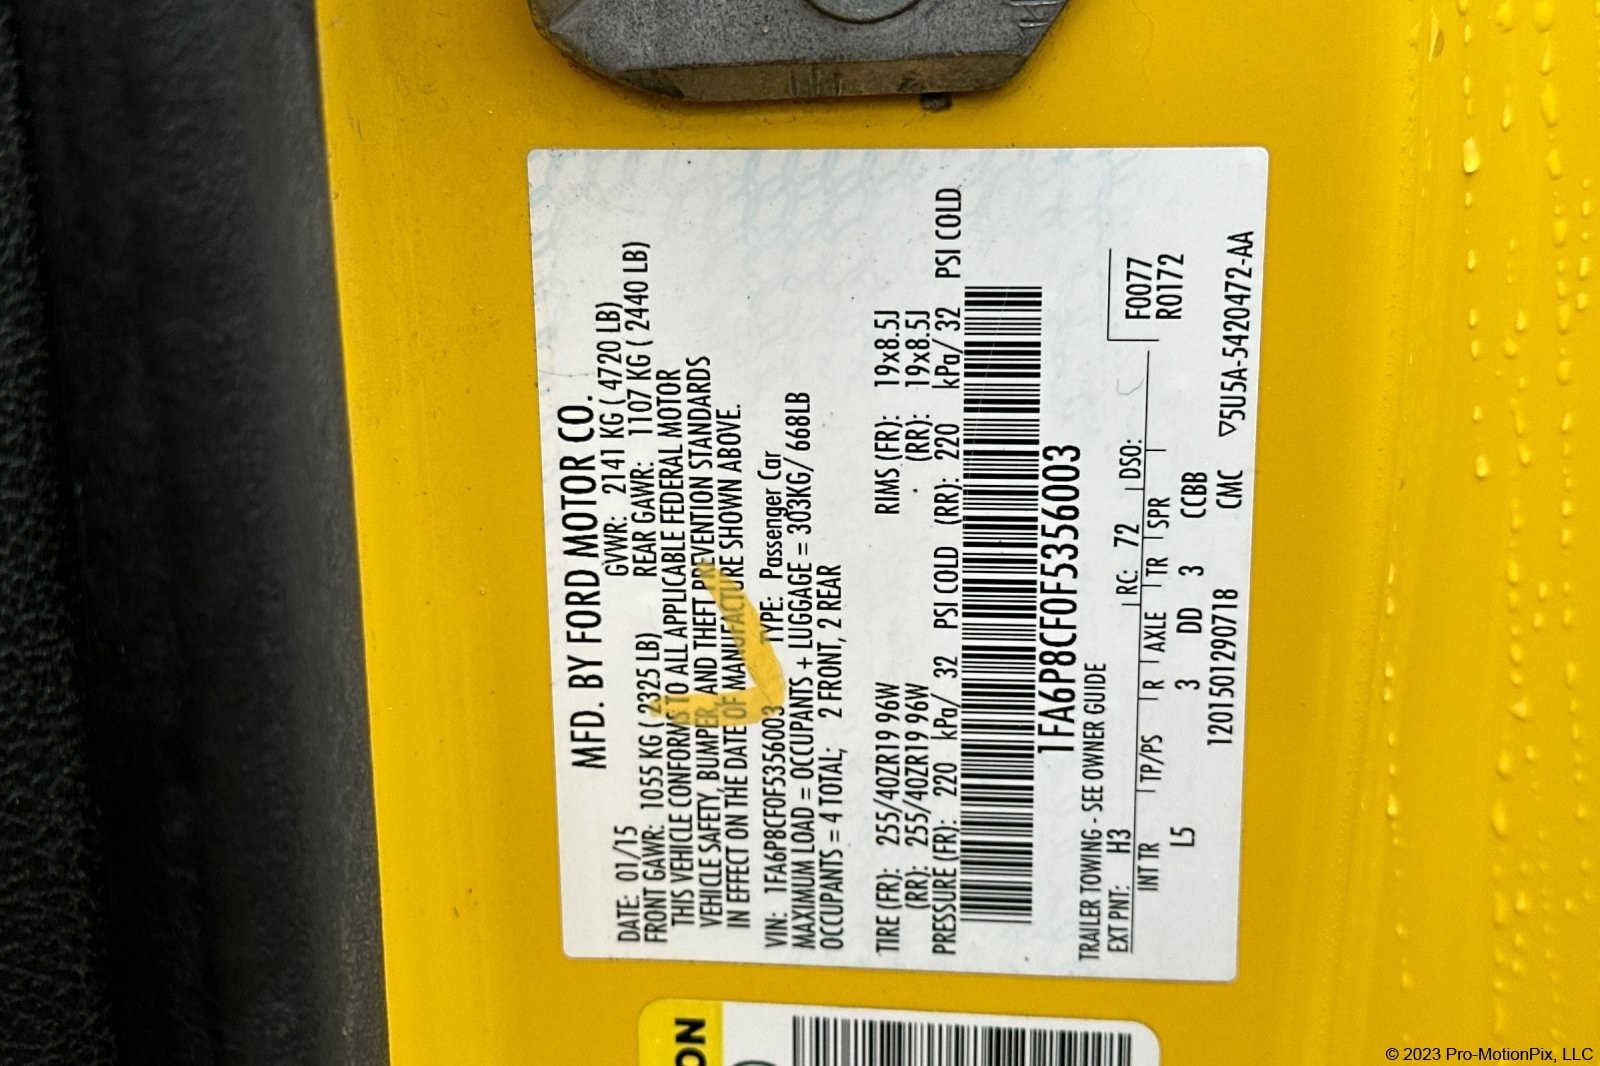 MFD. BY FORD MOTOR CO.
DATE: 01/15 GVWR: 2141 KG ( 4720 LB)
FRONT GAWR: 1055 KG ( 2325 LB) REAR GAWR: 1107 KG ( 2440 LB)
THIS VEHICLE CONFORMS TO ALL APPLICABLE FEDERAL MOTOR
VEHICLE SAFETY, BUMPER, AND THEFT PREVENTION STANDARDS
IN EFFECT ON THE DATE OF MANUFACTURE SHOWN ABOVE.
VIN: 1FA6P8CF0F5356003 TYPE: Passenger Car
MAXIMUM LOAD = OCCUPANTS + LUGGAGE = 303KG/ 668LB
OCCUPANTS = 4 TOTAL; 2 FRONT, 2 REAR
TIRE (FR): 255/40ZR19 96W RIMS (FR): 19x8.5J
(RR): 255/40ZR19 96W (RR): 19x8.5J
PRESSURE (FR): 220 kPa/ 32 PSI COLD (RR): 220 kPa/ 32 PSI COLD
1FA6P8CF0F5356003
TRAILER TOWING - SEE OWNER GUIDE
EXT PNT: H3 RC: 72 DSO: F0077
INT TR TP/PS R AXLE TR SPR R0172
L5 3 DD 3 CCBB
1201501290718 CMC ▽5U5A-5420472-AA
ON
© 2023 Pro-MotionPix, LLC